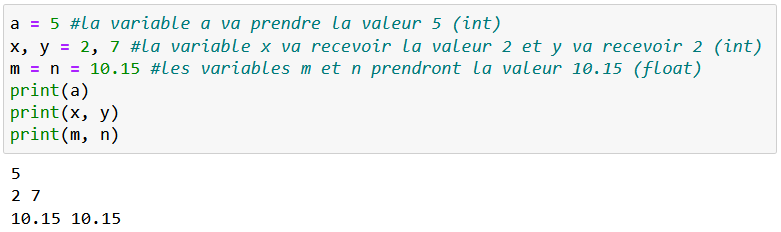 a = 5 #la variable a va prendre la valeur 5 (int)
x, y = 2, 7 #la variable x va recevoir la valeur 2 et y va recevoir 2 (int)
m = n = 10.15 #les variables m et n prendront la valeur 10.15 (float)
print(a)
print(x, y)
print(m, n)
5
2 7
10.15 10.15